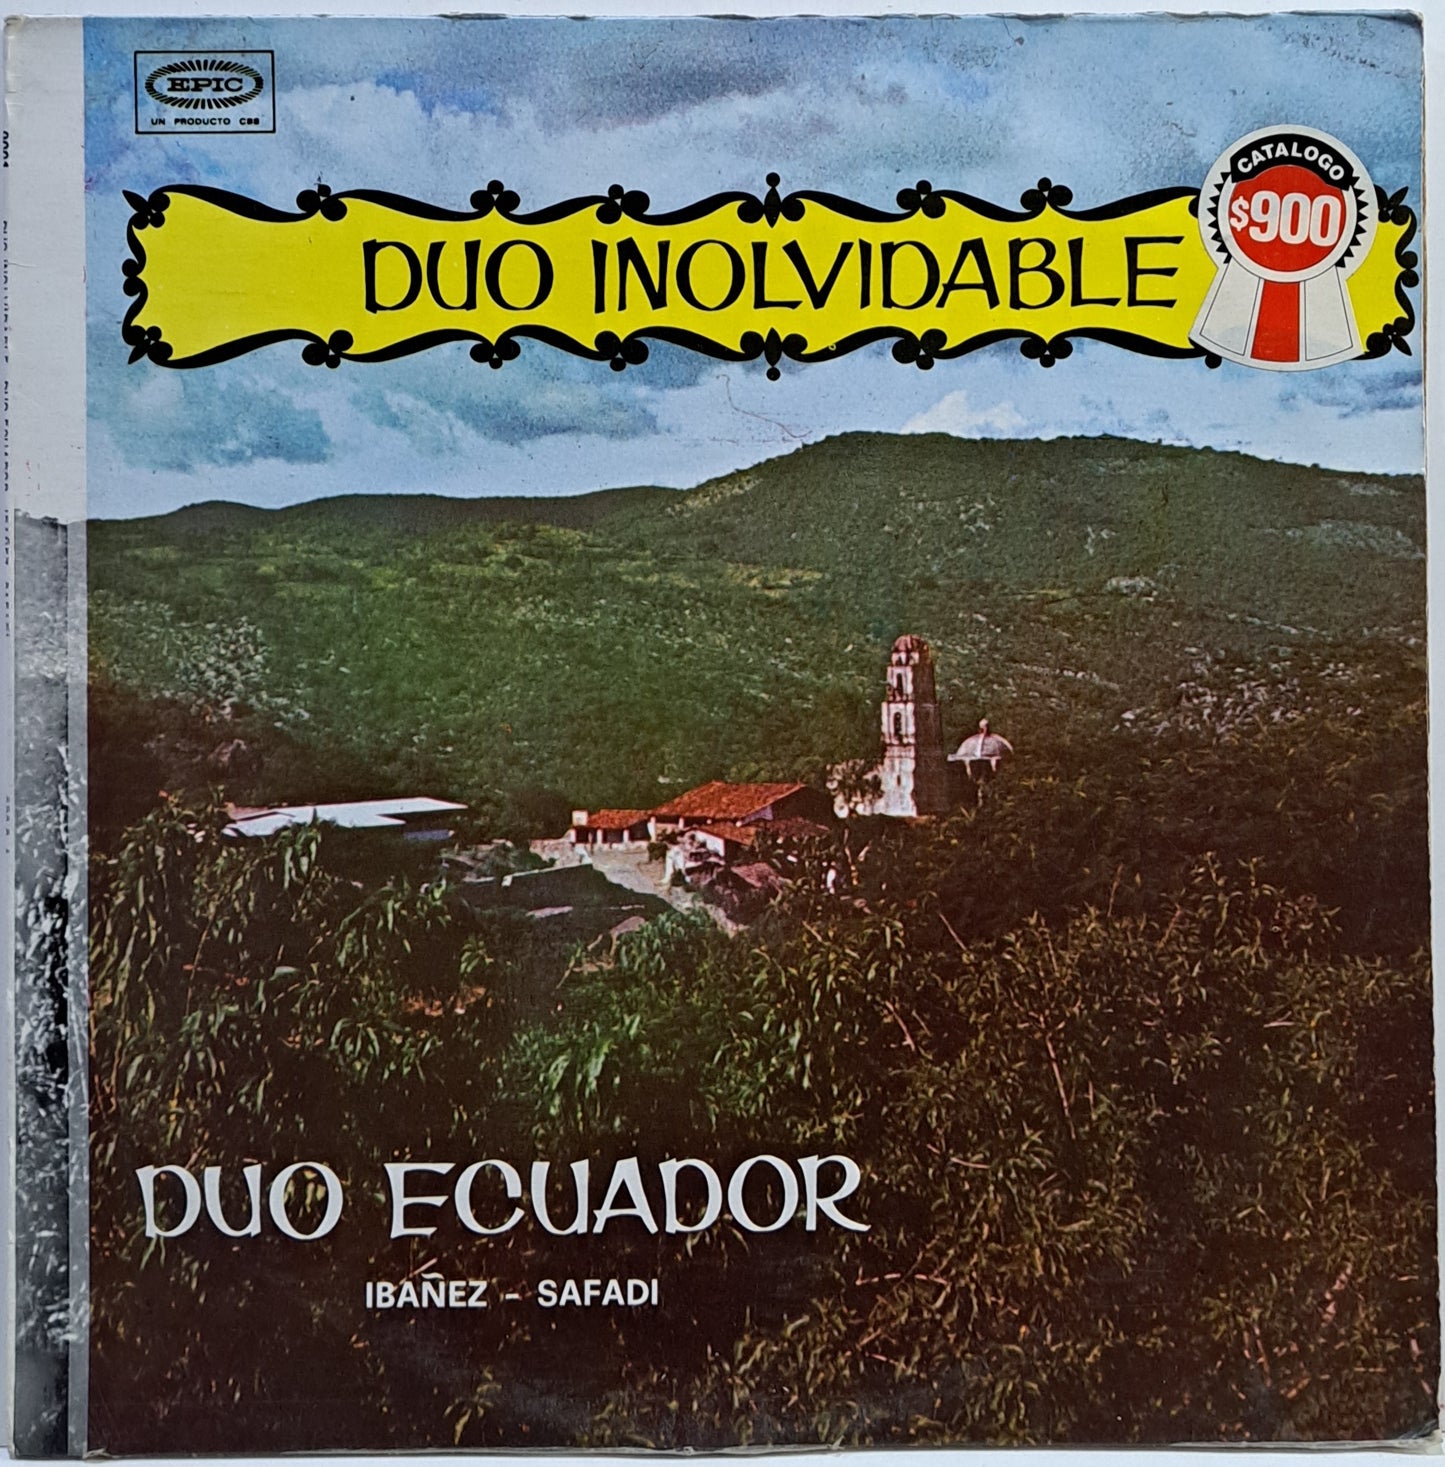 EPIC
UN PRODUCTO CBS
CATALOGO
$900
DUO INOLVIDABLE
DUO ECUADOR
IBAÑEZ - SAFADI